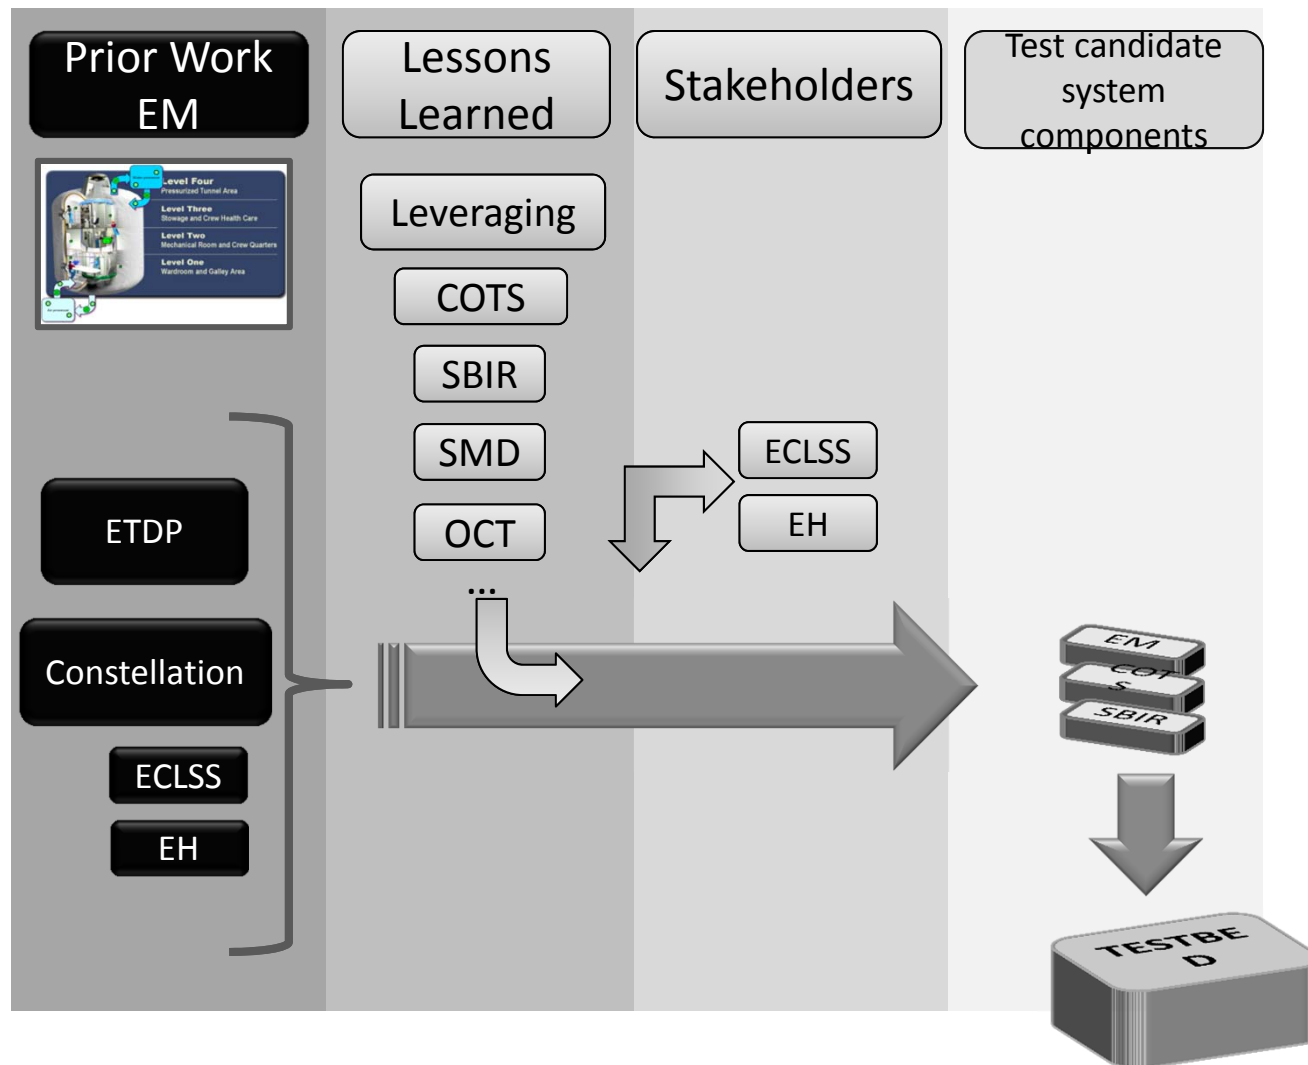 Prior Work
EM
Level Four
Pressurized Tunnel Area
Level Three
Stowage and Crew Health Care
Level Two
Mechanical Room and Crew Quarters
Level One
Wardroom and Galley Area
ETDP
Constellation
ECLSS
EH
Lessons
Learned
Leveraging
COTS
SBIR
SMD
OCT
...
Stakeholders
ECLSS
EH
Test candidate
system
components
EM
COT
S
SBIR
TESTBE
D